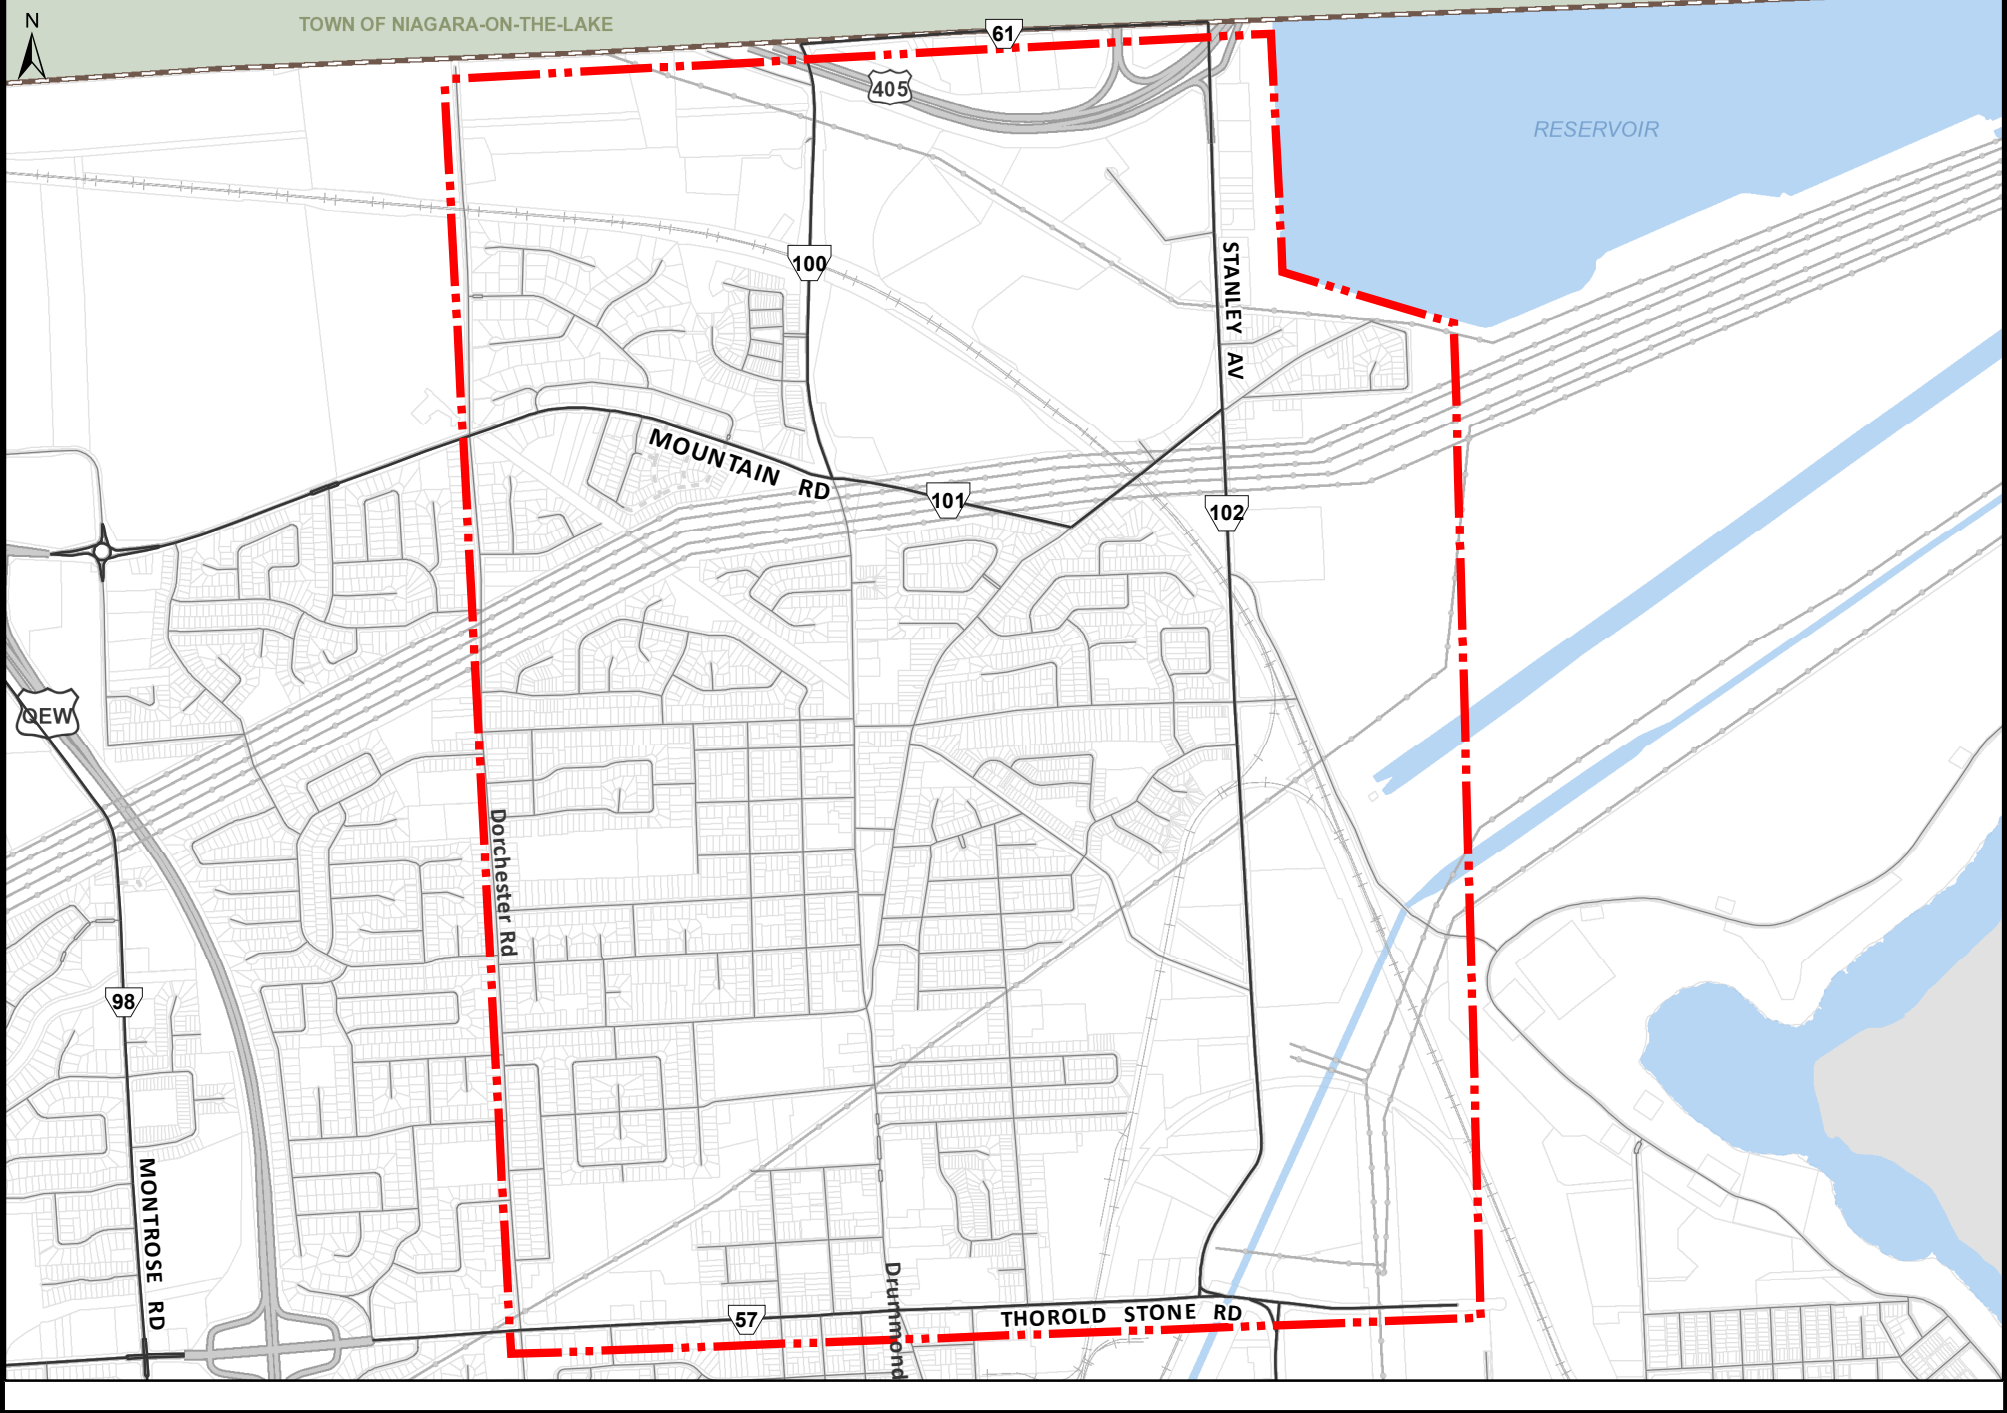 N
TOWN OF NIAGARA-ON-THE-LAKE
61
405
RESERVOIR
100
STANLEY AV
MOUNTAIN RD
101
102
QEW
Dorchester Rd
98
MONTROSE RD
Drummond
57
THOROLD STONE RD